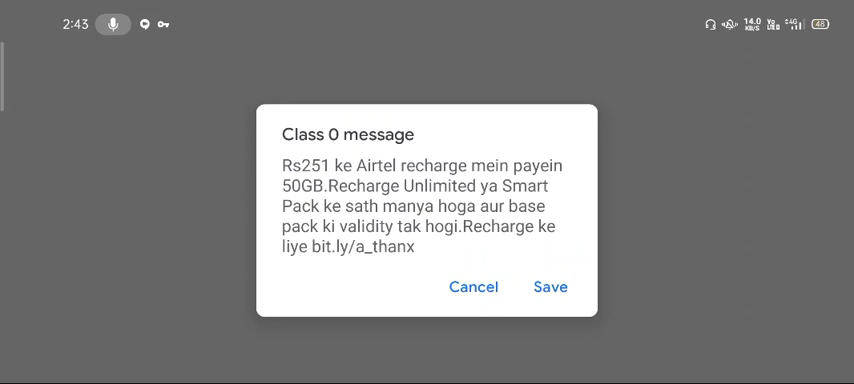 2:43
14.0 KB/S
4G
48
Class 0 message
Rs251 ke Airtel recharge mein payein
50GB.Recharge Unlimited ya Smart
Pack ke sath manya hoga aur base
pack ki validity tak hogi.Recharge ke
liye bit.ly/a_thanx
Cancel Save